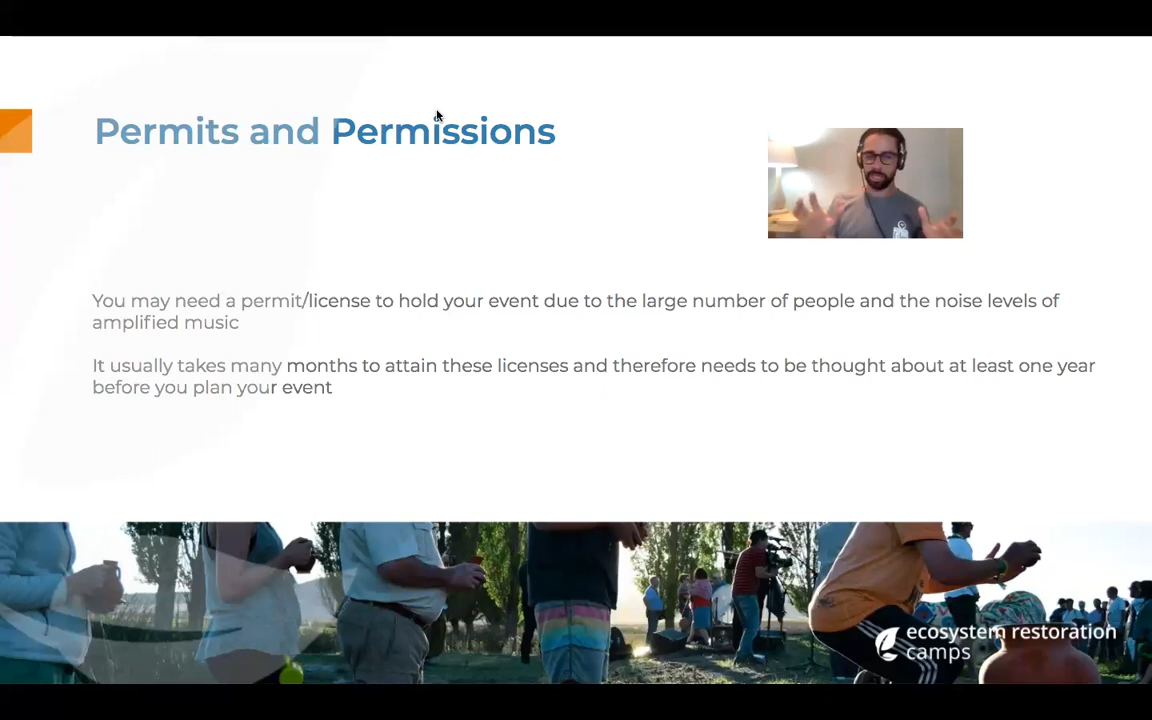 Permits and Permissions
You may need a permit/license to hold your event due to the large number of people and the noise levels of
amplified music
It usually takes many months to attain these licenses and therefore needs to be thought about at least one year
before you plan your event
ecosystem restoration
camps